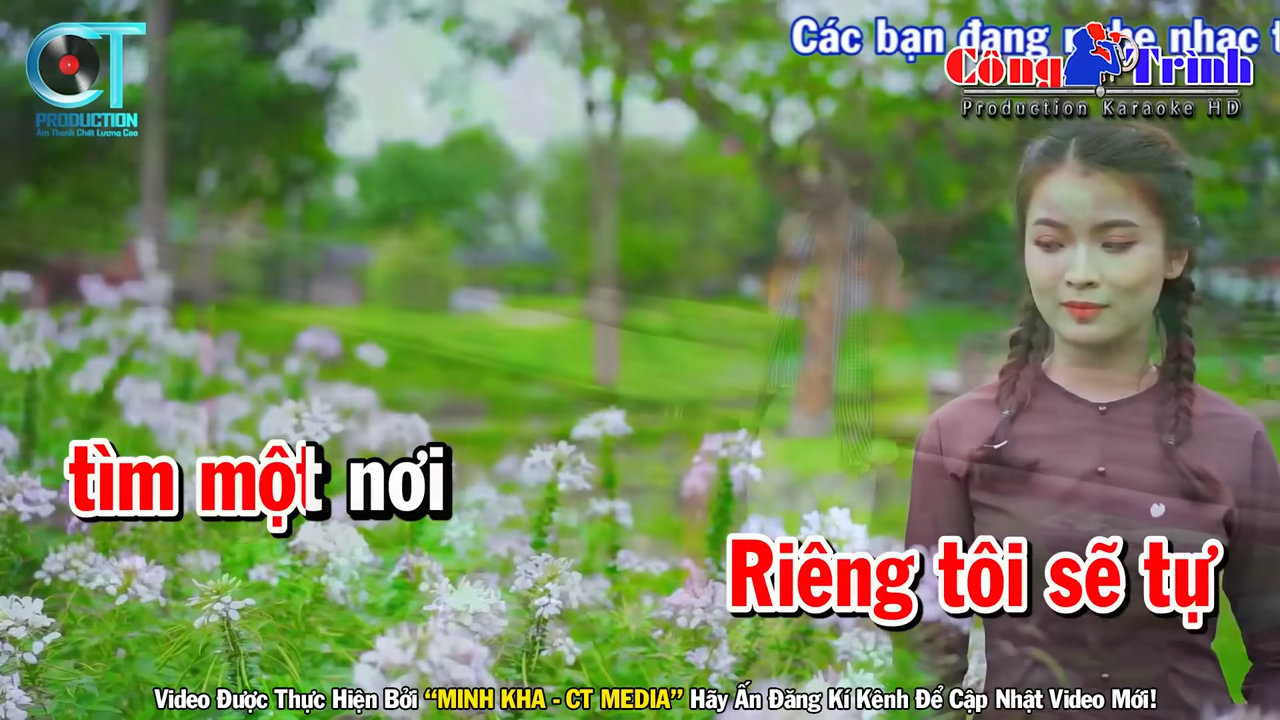 CT
PRODUCTION
Âm Thanh Chất Lượng Cao
Các bạn đang nghe nhạc
Công Trình
Production Karaoke HD
tìm một nơi
Riêng tôi sẽ tự
Video Được Thực Hiện Bởi “MINH KHA - CT MEDIA” Hãy Ấn Đăng Kí Kênh Để Cập Nhật Video Mới!